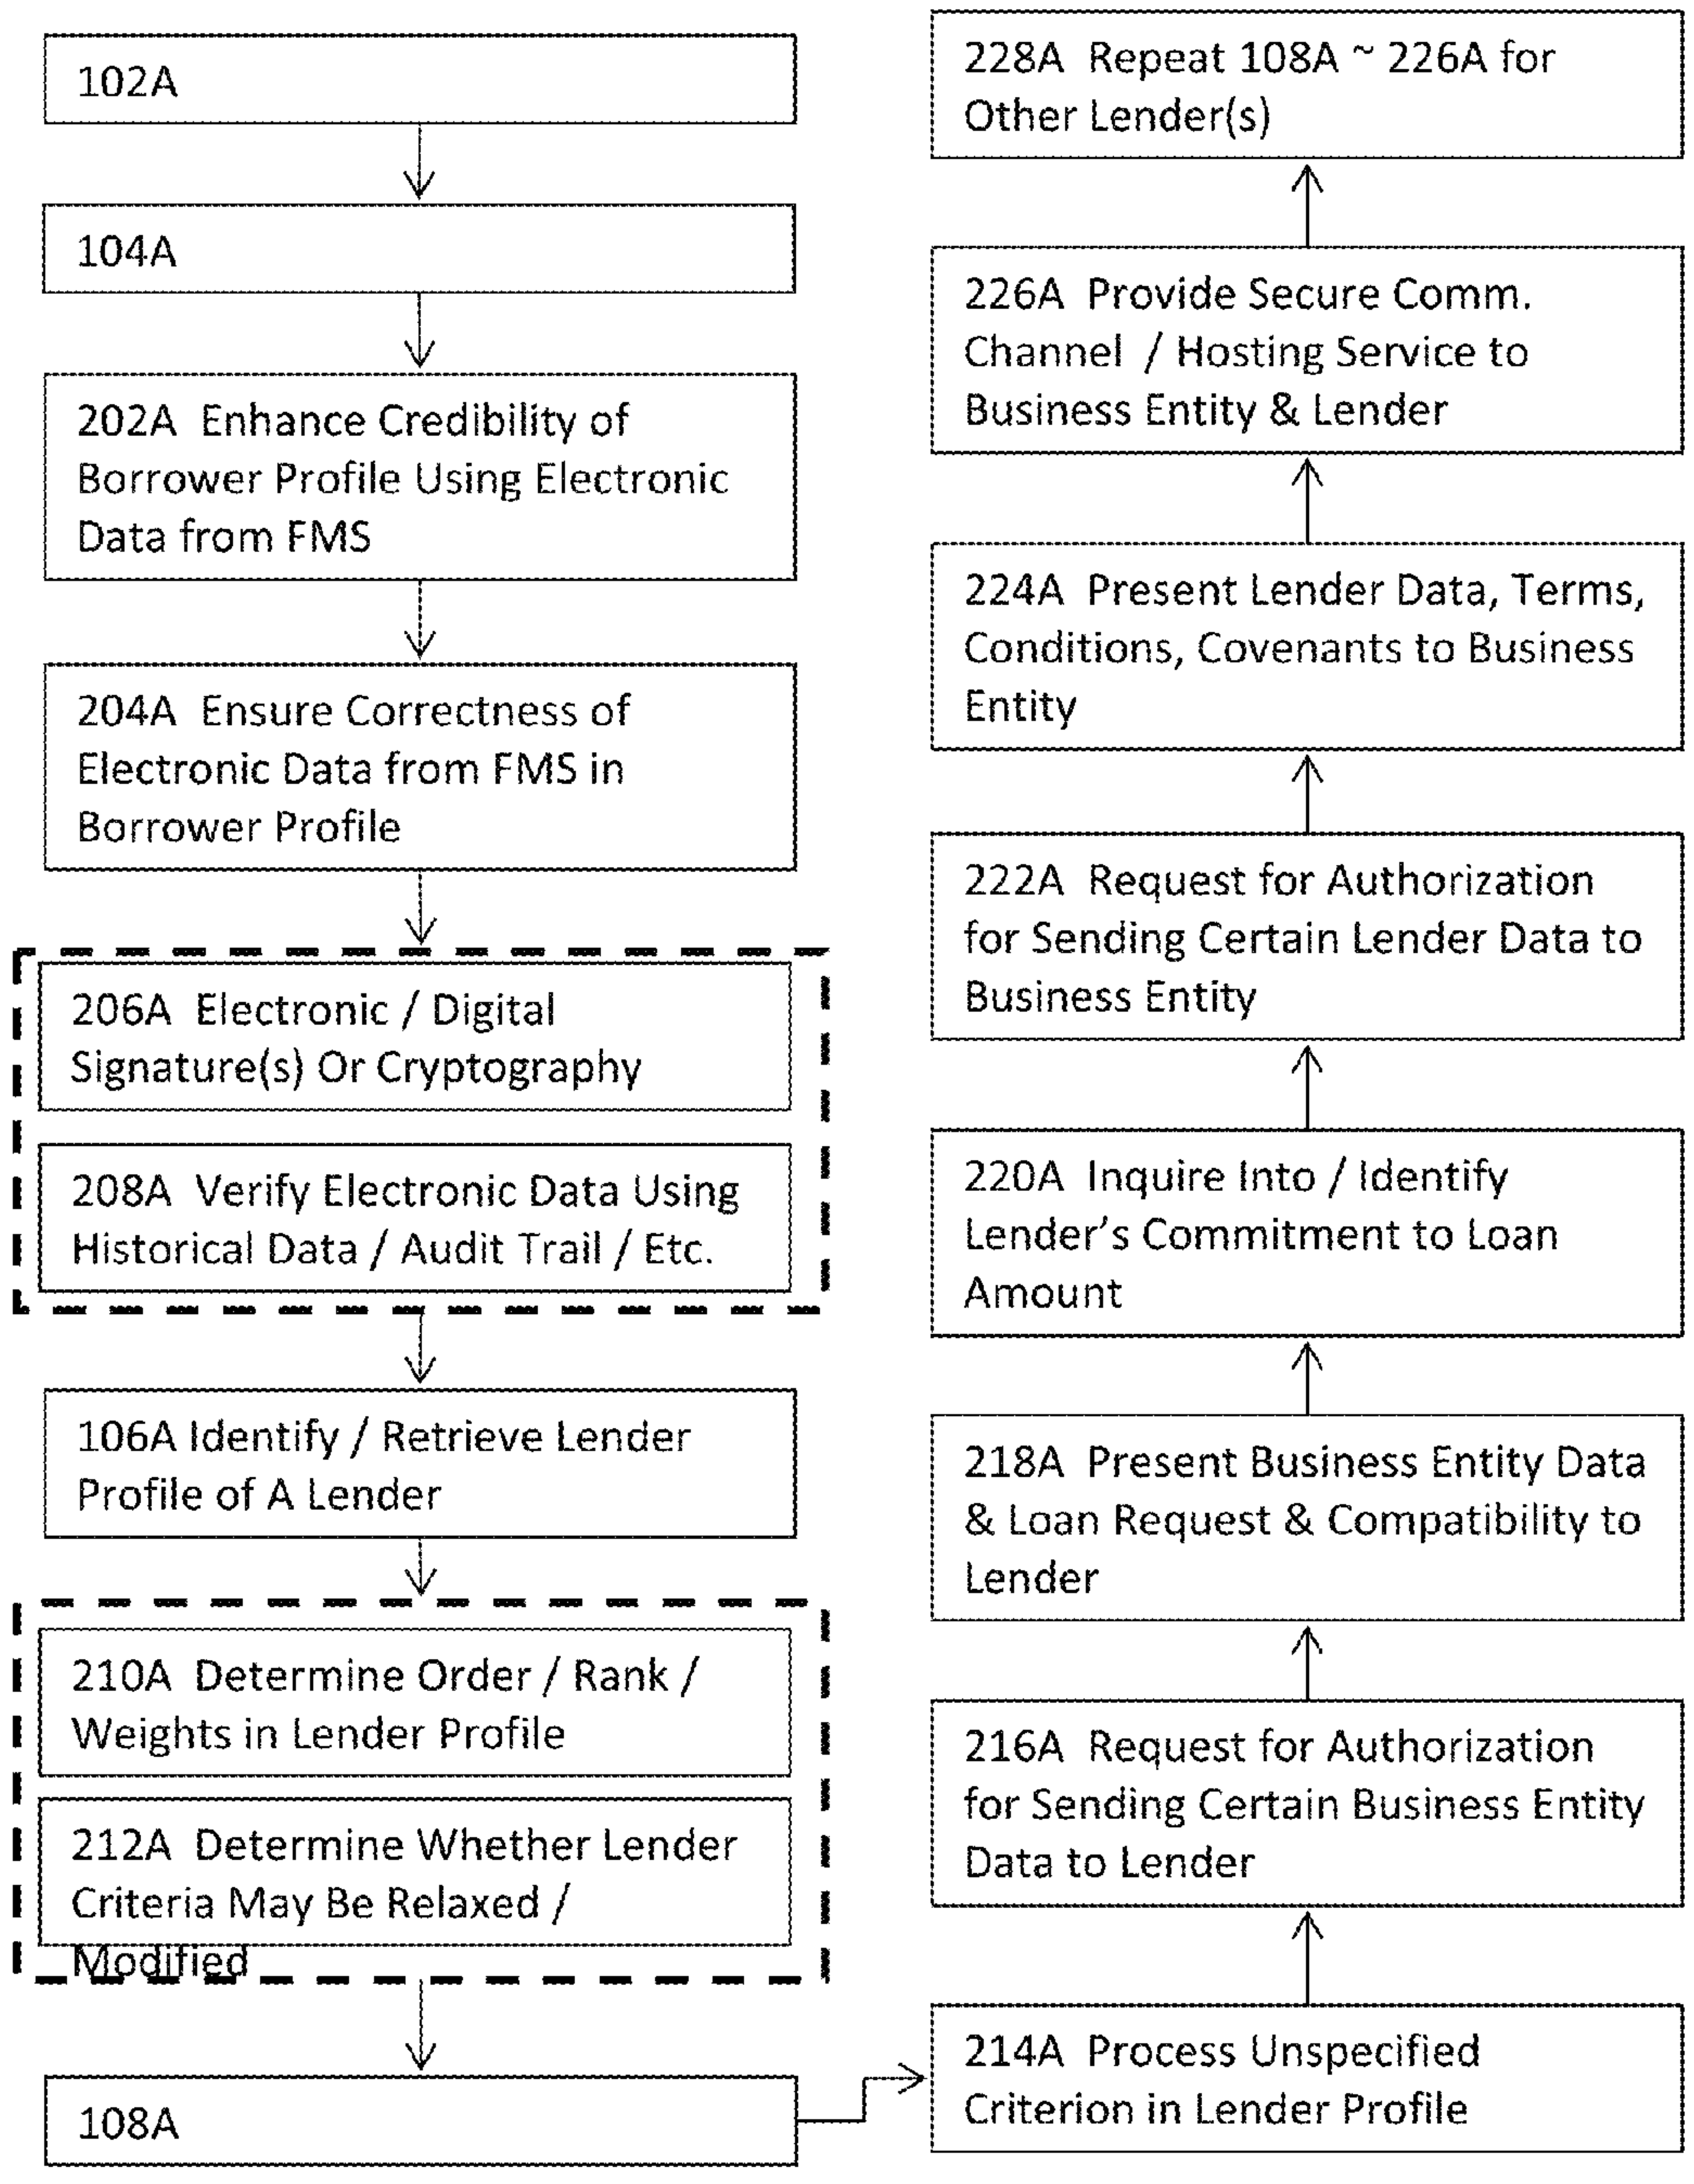 102A
104A
202A Enhance Credibility of
Borrower Profile Using Electronic
Data from FMS
204A Ensure Correctness of
Electronic Data from FMS in
Borrower Profile
206A Electronic / Digital
Signature(s) Or Cryptography
208A Verify Electronic Data Using
Historical Data / Audit Trail / Etc.
106A Identify / Retrieve Lender
Profile of A Lender
210A Determine Order / Rank /
Weights in Lender Profile
212A Determine Whether Lender
Criteria May Be Relaxed /
Modified
108A
228A Repeat 108A ~ 226A for
Other Lender(s)
226A Provide Secure Comm.
Channel / Hosting Service to
Business Entity & Lender
224A Present Lender Data, Terms,
Conditions, Covenants to Business
Entity
222A Request for Authorization
for Sending Certain Lender Data to
Business Entity
220A Inquire Into / Identify
Lender’s Commitment to Loan
Amount
218A Present Business Entity Data
& Loan Request & Compatibility to
Lender
216A Request for Authorization
for Sending Certain Business Entity
Data to Lender
214A Process Unspecified
Criterion in Lender Profile